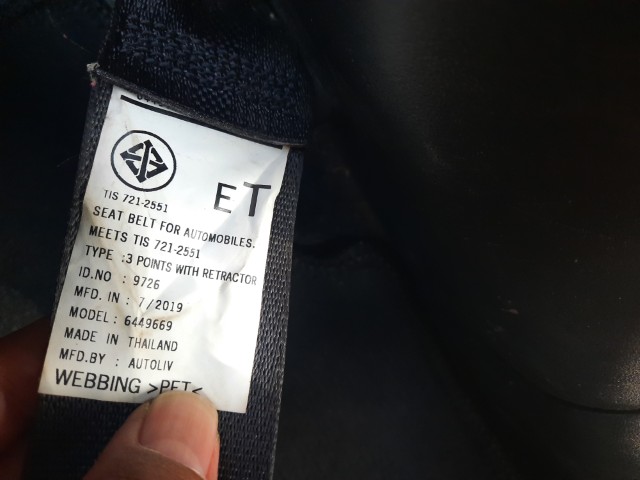 TIS 721-2551
ET
SEAT BELT FOR AUTOMOBILES.
MEETS TIS 721-2551
TYPE :3 POINTS WITH RETRACTOR
ID.NO : 9726
MFD. IN : 7/2019
MODEL: 6449669
MADE IN THAILAND
MFD.BY : AUTOLIV
WEBBING >PET<